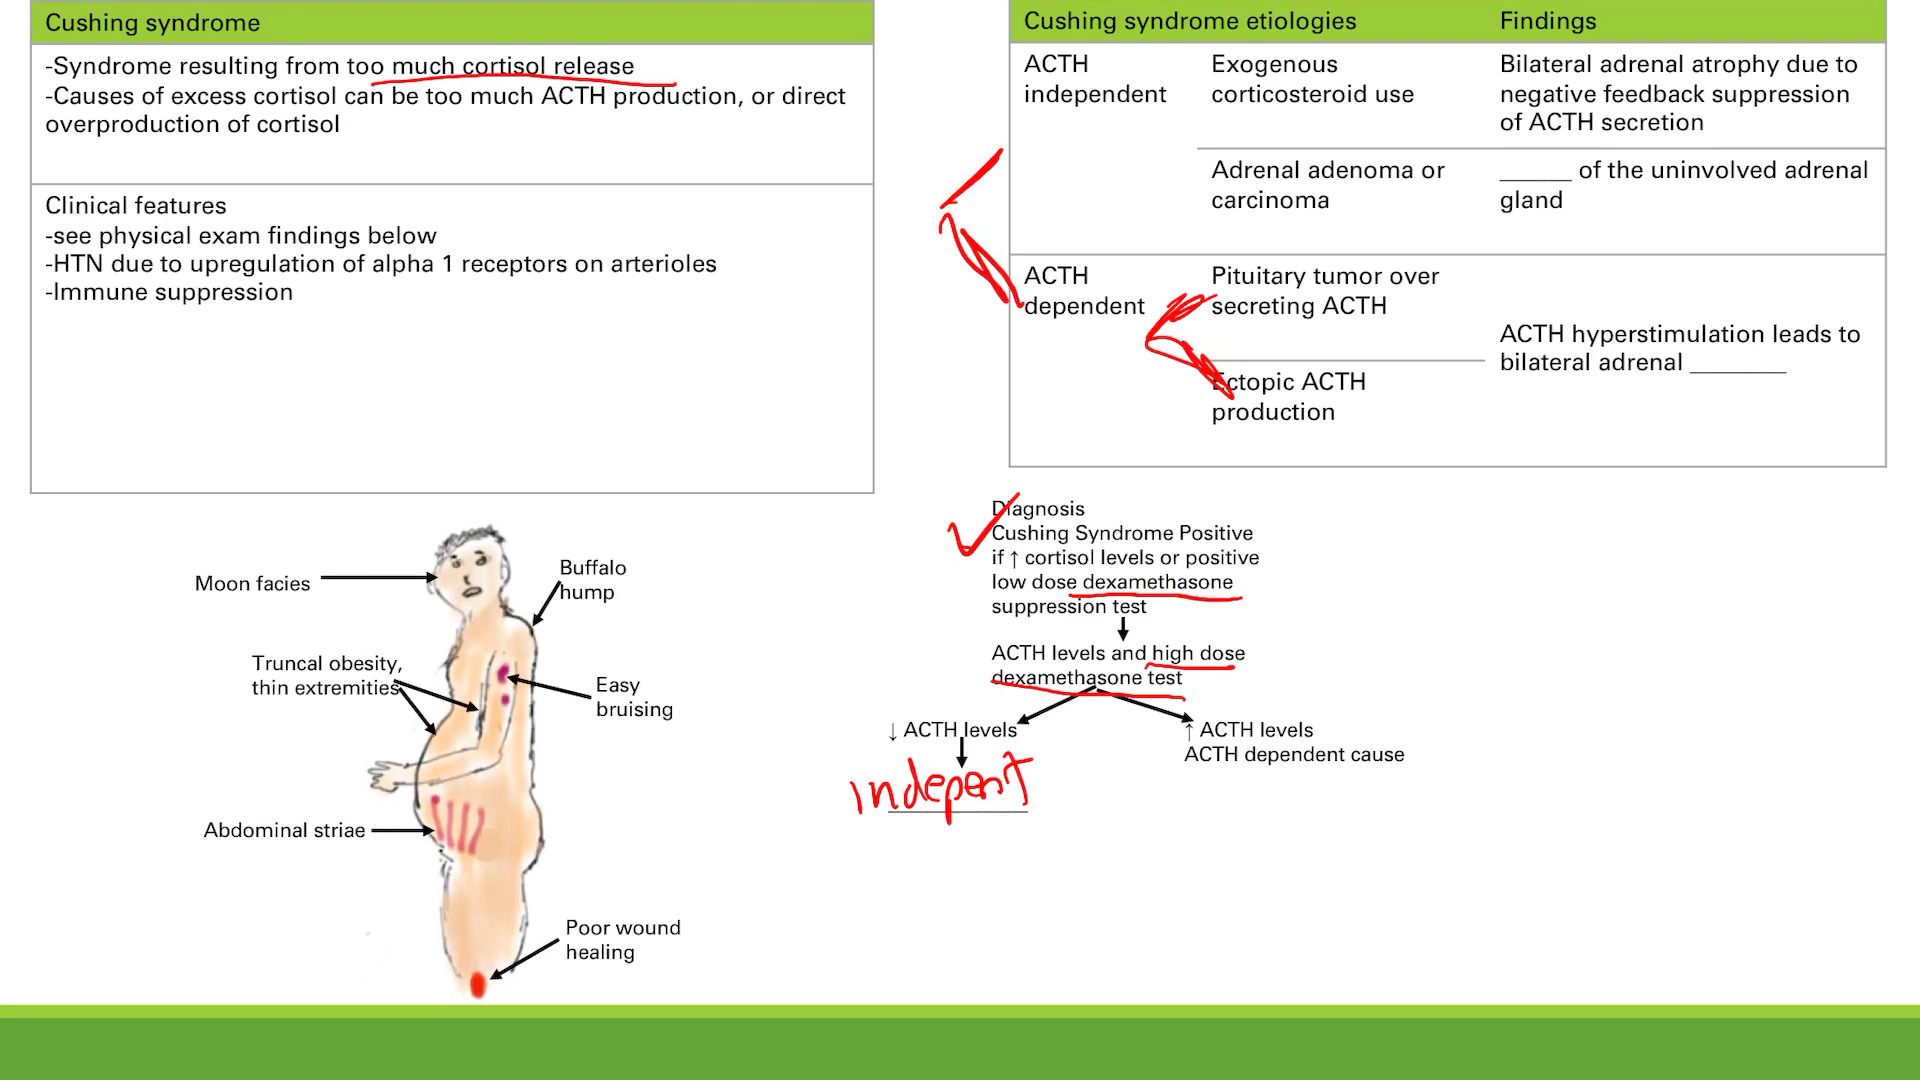 Cushing syndrome
-Syndrome resulting from too much cortisol release
-Causes of excess cortisol can be too much ACTH production, or direct
overproduction of cortisol
Clinical features
-see physical exam findings below
-HTN due to upregulation of alpha 1 receptors on arterioles
-Immune suppression
Cushing syndrome etiologies
Findings
ACTH
independent
Exogenous
corticosteroid use
Bilateral adrenal atrophy due to
negative feedback suppression
of ACTH secretion
Adrenal adenoma or
carcinoma
______ of the uninvolved adrenal
gland
ACTH
dependent
Pituitary tumor over
secreting ACTH
Ectopic ACTH
production
ACTH hyperstimulation leads to
bilateral adrenal ________
Moon facies
Buffalo
hump
Truncal obesity,
thin extremities
Easy
bruising
Abdominal striae
Poor wound
healing
Diagnosis
Cushing Syndrome Positive
if ↑ cortisol levels or positive
low dose dexamethasone
suppression test
ACTH levels and high dose
dexamethasone test
↓ ACTH levels
↑ ACTH levels
ACTH dependent cause